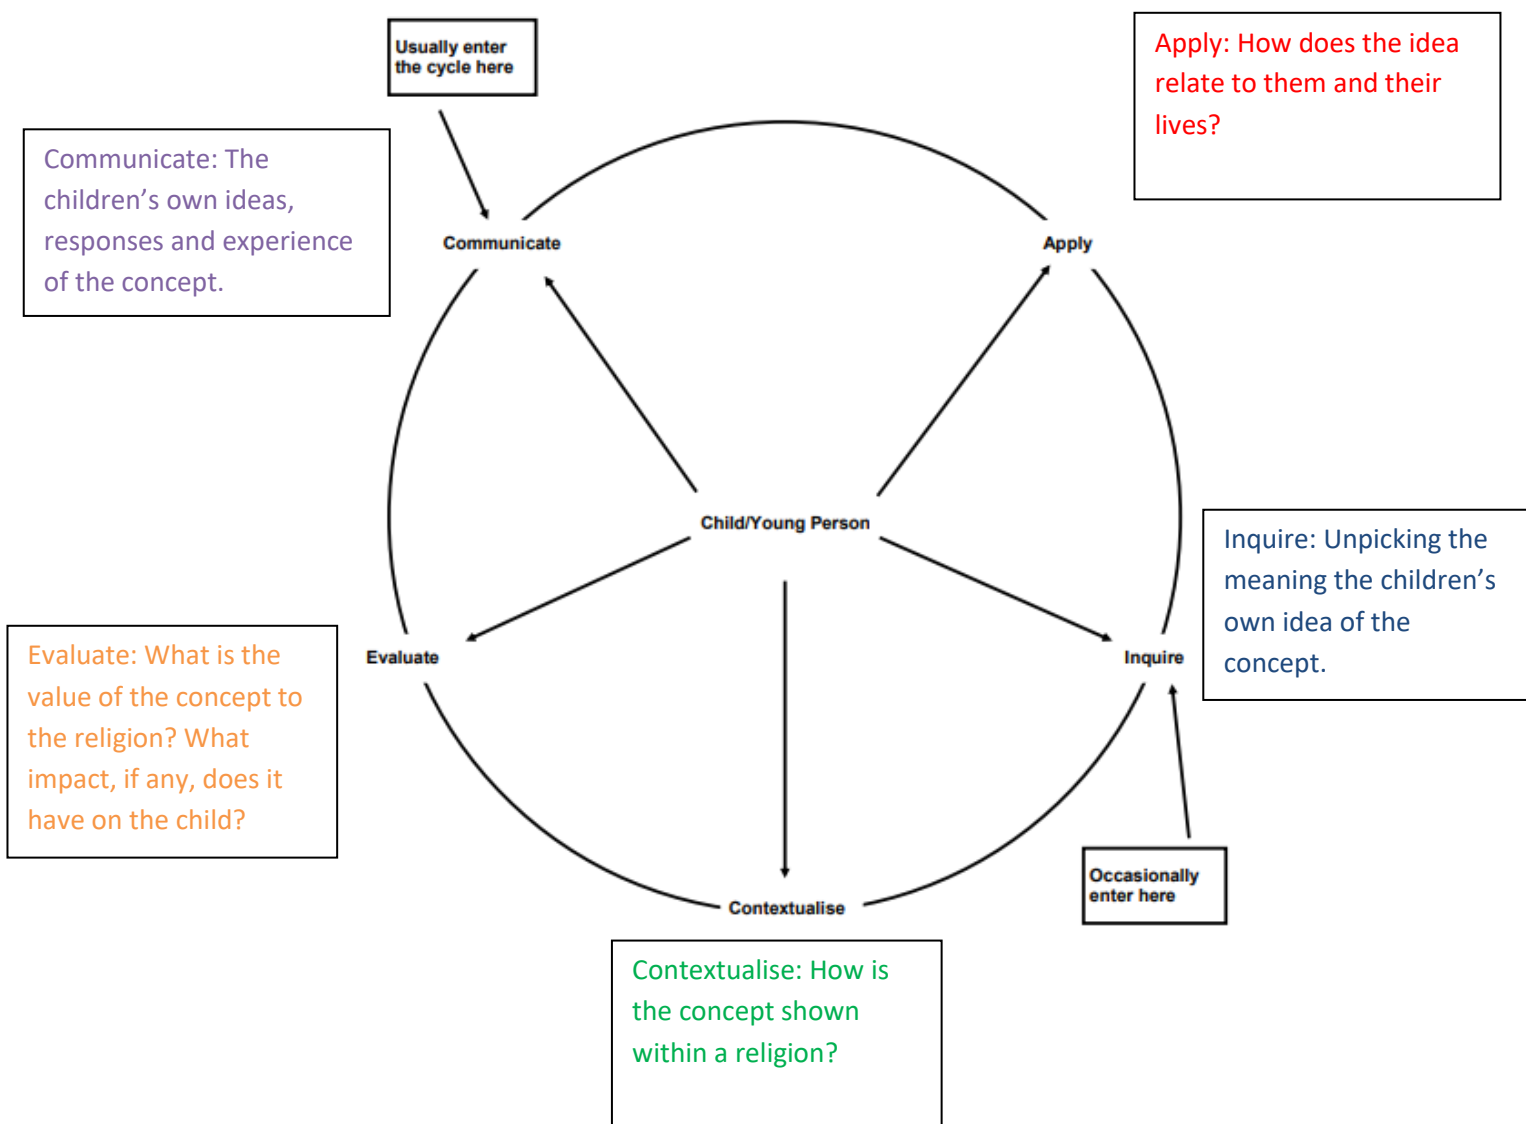 Usually enter
the cycle here
Apply: How does the idea
relate to them and their
lives?
Communicate: The
children’s own ideas,
responses and experience
of the concept.
Communicate
Apply
Child/Young Person
Inquire: Unpicking the
meaning the children’s
own idea of the
concept.
Evaluate: What is the
value of the concept to
the religion? What
impact, if any, does it
have on the child?
Evaluate
Inquire
Occasionally
enter here
Contextualise
Contextualise: How is
the concept shown
within a religion?